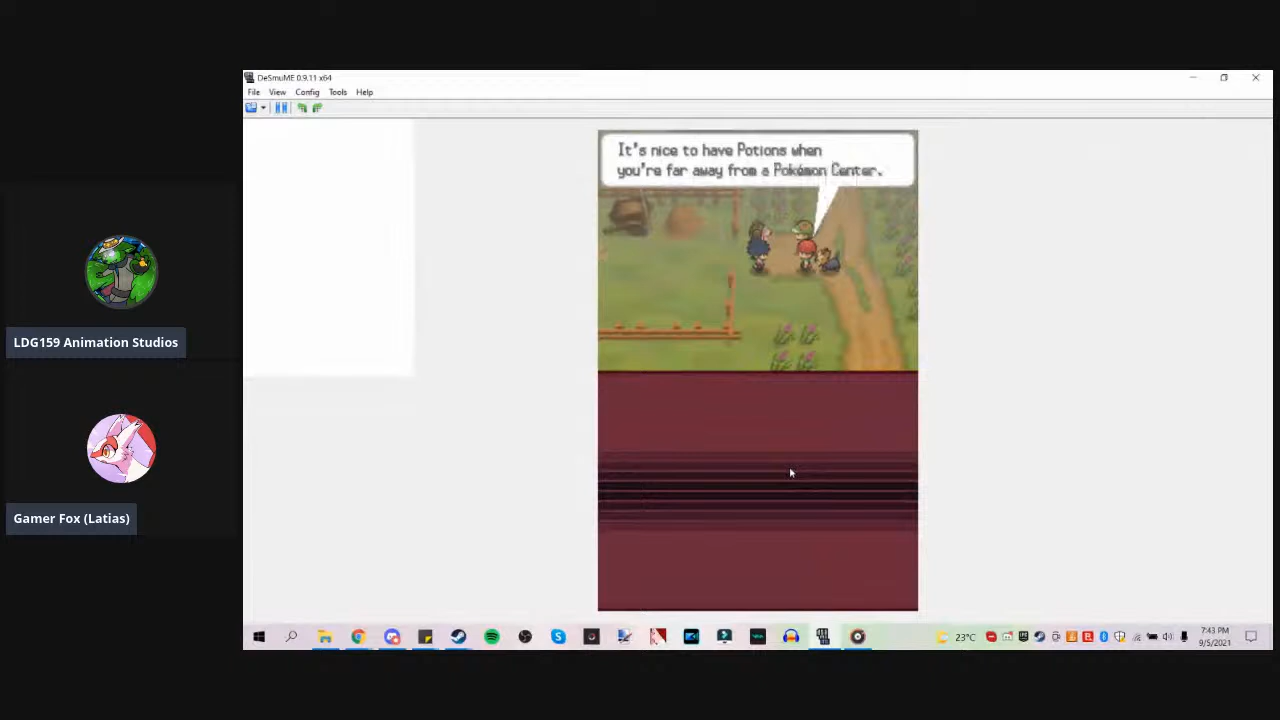 DeSmuME 0.9.11 x64
File View Config Tools Help
It's nice to have Potions when
you're far away from a Pokémon Center.
LDG159 Animation Studios
Gamer Fox (Latias)
23°C
7:43 PM
9/5/2021